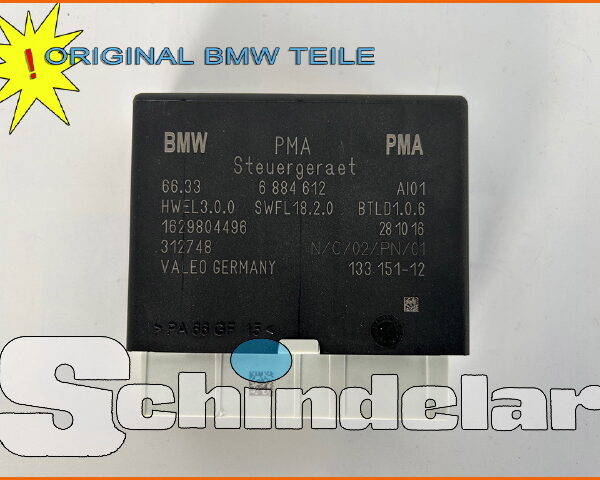 ! ORIGINAL BMW TEILE
BMW PMA PMA
Steuergeraet
66.33 6 884 612 AI01
HWEL3.0.0 SWFL18.2.0 BTLD1.0.6
1629804496 28 10 16
312748 N/C/02/PN/01
VALEO GERMANY 133 151-12
>PA 66 GF 15<
Schindelar